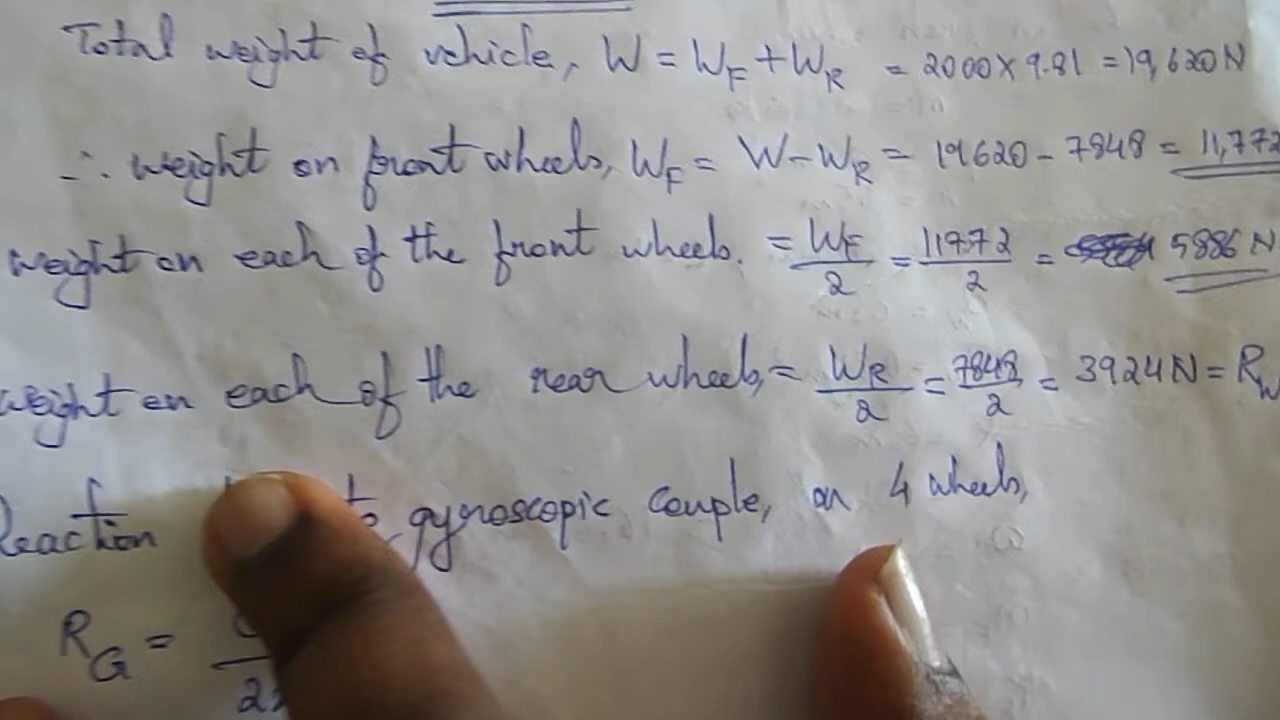 Total weight of vehicle, W = W_F + W_R = 2000 × 9.81 = 19,620 N
∴ weight on front wheels, W_F = W - W_R = 19620 - 7848 = 11,772
weight on each of the front wheels. = W_F/2 = 11772/2 = 5886 N
weight on each of the rear wheels, = W_R/2 = 7848/2 = 3924 N = R_W
Reaction to gyroscopic couple, on 4 wheels,
R_G =